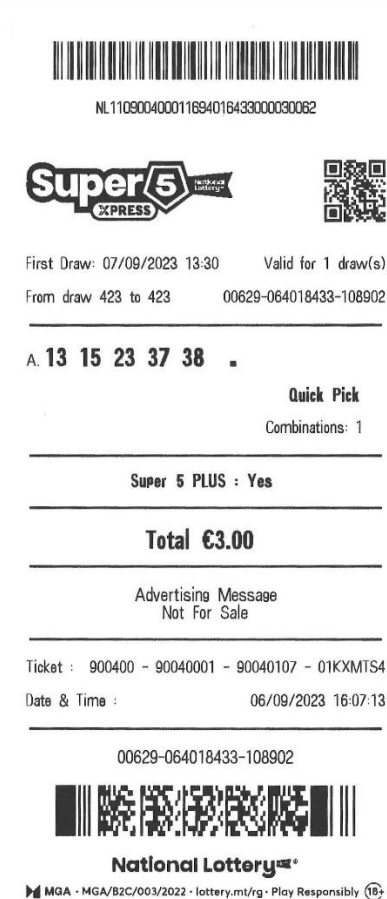 NL11090040001169401643300003​0062
Super 5 National Lottery
XPRESS
First Draw: 07/09/2023 13:30 Valid for 1 draw(s)
From draw 423 to 423 00629-064018433-108902
A. 13 15 23 37 38 .
Quick Pick
Combinations: 1
Super 5 PLUS : Yes
Total €3.00
Advertising Message
Not For Sale
Ticket : 900400 - 90040001 - 90040107 - 01KXMTS4
Date & Time : 06/09/2023 16:07:13
00629-064018433-108902
National Lottery
MGA · MGA/B2C/003/2022 · lottery.mt/rg · Play Responsibly 18+